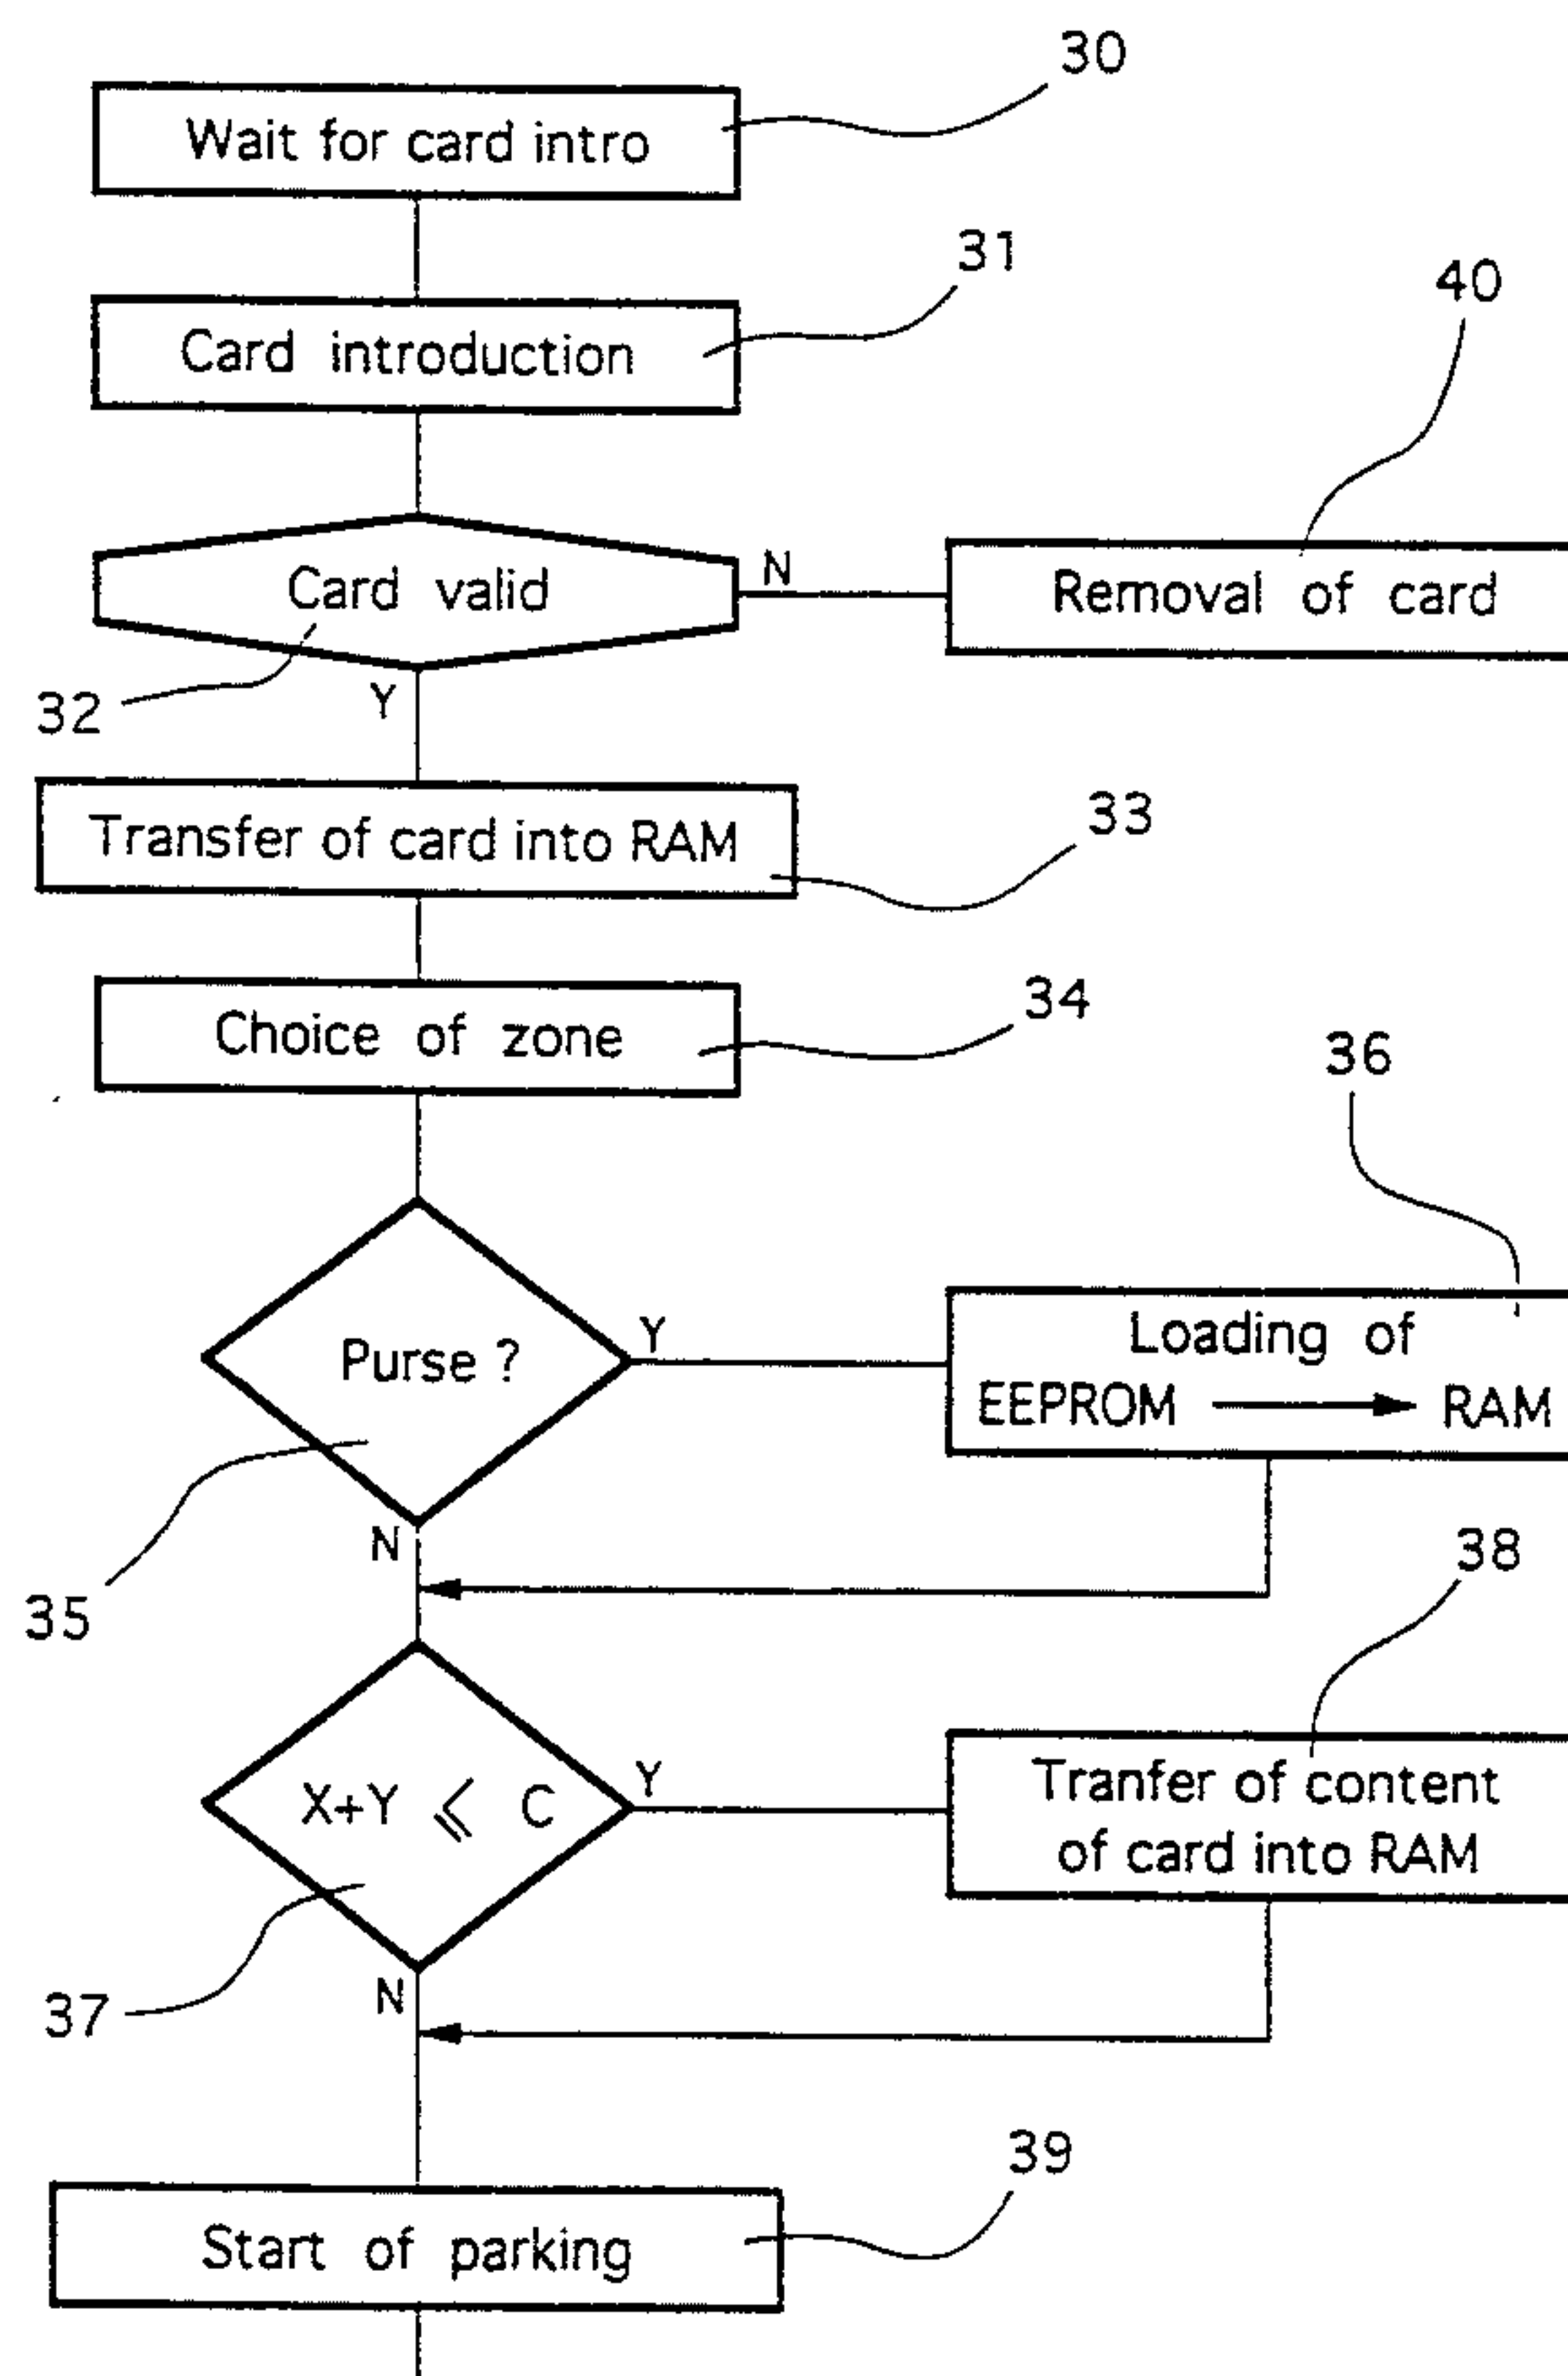 30
Wait for card intro
31
Card introduction
40
Card valid
N
Removal of card
32
Y
Transfer of card into RAM
33
Choice of zone
34
36
Purse ?
Y
Loading of
EEPROM → RAM
35
N
38
X+Y ⩽ C
Y
Tranfer of content
of card into RAM
37
N
39
Start of parking